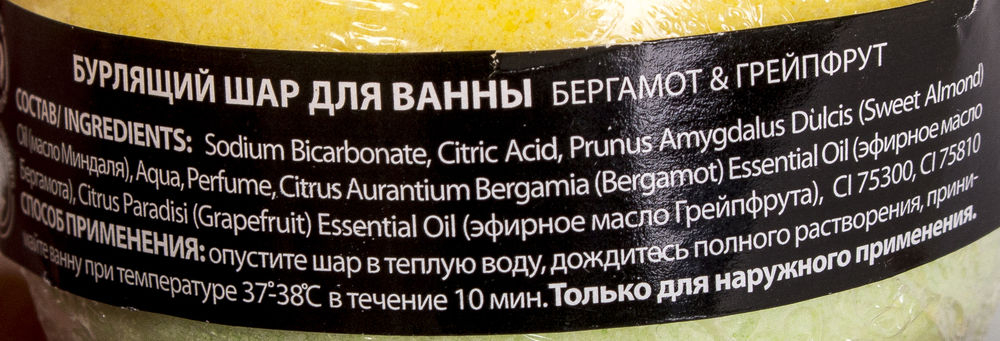 БУРЛЯЩИЙ ШАР ДЛЯ ВАННЫ БЕРГАМОТ & ГРЕЙПФРУТ
СОСТАВ/ INGREDIENTS: Sodium Bicarbonate, Citric Acid, Prunus Amygdalus Dulcis (Sweet Almond)
Oil (масло Миндаля), Aqua, Perfume, Citrus Aurantium Bergamia (Bergamot) Essential Oil (эфирное масло
Бергамота), Citrus Paradisi (Grapefruit) Essential Oil (эфирное масло Грейпфрута), CI 75300, CI 75810
СПОСОБ ПРИМЕНЕНИЯ: опустите шар в теплую воду, дождитесь полного растворения, прини-
майте ванну при температуре 37°-38°С в течение 10 мин. Только для наружного применения.